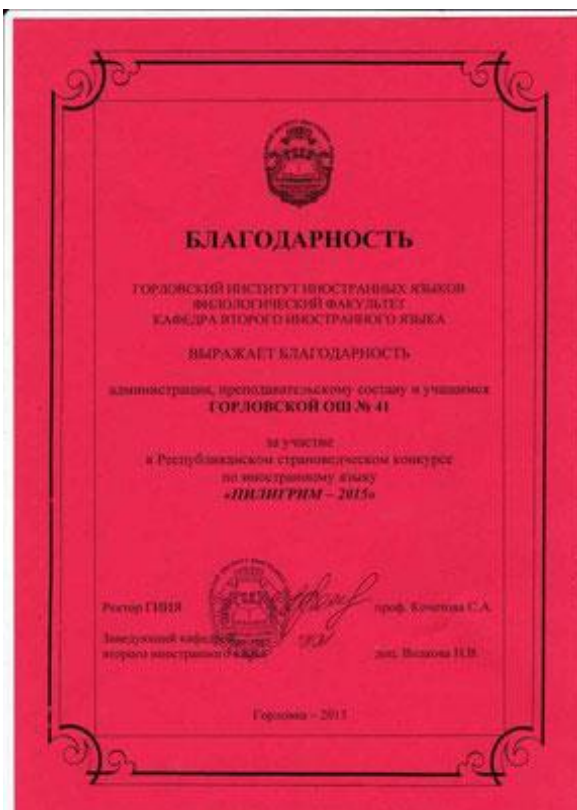 БЛАГОДАРНОСТЬ
ГОРЛОВСКИЙ ИНСТИТУТ ИНОСТРАННЫХ ЯЗЫКОВ
ФИЛОЛОГИЧЕСКИЙ ФАКУЛЬТЕТ
КАФЕДРА ВТОРОГО ИНОСТРАННОГО ЯЗЫКА
ВЫРАЖАЕТ БЛАГОДАРНОСТЬ
администрации, преподавательскому составу и учащимся
ГОРЛОВСКОЙ ОШ № 41
за участие
в Республиканском страноведческом конкурсе
по иностранному языку
«ПИЛИГРИМ – 2015»
Ректор ГИИЯ проф. Кочетова С.А.
Заведующий кафедрой
второго иностранного языка доц. Волкова Н.В.
Горловка – 2015